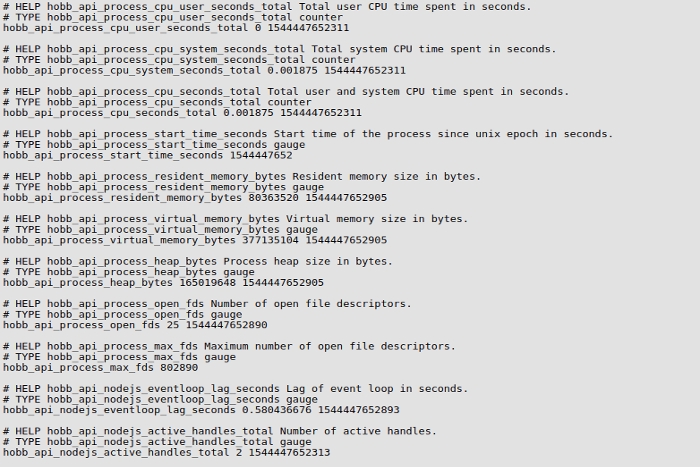 # HELP hobb_api_process_cpu_user_seconds_total Total user CPU time spent in seconds.
# TYPE hobb_api_process_cpu_user_seconds_total counter
hobb_api_process_cpu_user_seconds_total 0 1544447652311
# HELP hobb_api_process_cpu_system_seconds_total Total system CPU time spent in seconds.
# TYPE hobb_api_process_cpu_system_seconds_total counter
hobb_api_process_cpu_system_seconds_total 0.001875 1544447652311
# HELP hobb_api_process_cpu_seconds_total Total user and system CPU time spent in seconds.
# TYPE hobb_api_process_cpu_seconds_total counter
hobb_api_process_cpu_seconds_total 0.001875 1544447652311
# HELP hobb_api_process_start_time_seconds Start time of the process since unix epoch in seconds.
# TYPE hobb_api_process_start_time_seconds gauge
hobb_api_process_start_time_seconds 1544447652
# HELP hobb_api_process_resident_memory_bytes Resident memory size in bytes.
# TYPE hobb_api_process_resident_memory_bytes gauge
hobb_api_process_resident_memory_bytes 80363520 1544447652905
# HELP hobb_api_process_virtual_memory_bytes Virtual memory size in bytes.
# TYPE hobb_api_process_virtual_memory_bytes gauge
hobb_api_process_virtual_memory_bytes 377135104 1544447652905
# HELP hobb_api_process_heap_bytes Process heap size in bytes.
# TYPE hobb_api_process_heap_bytes gauge
hobb_api_process_heap_bytes 165019648 1544447652905
# HELP hobb_api_process_open_fds Number of open file descriptors.
# TYPE hobb_api_process_open_fds gauge
hobb_api_process_open_fds 25 1544447652890
# HELP hobb_api_process_max_fds Maximum number of open file descriptors.
# TYPE hobb_api_process_max_fds gauge
hobb_api_process_max_fds 802890
# HELP hobb_api_nodejs_eventloop_lag_seconds Lag of event loop in seconds.
# TYPE hobb_api_nodejs_eventloop_lag_seconds gauge
hobb_api_nodejs_eventloop_lag_seconds 0.580436676 1544447652893
# HELP hobb_api_nodejs_active_handles_total Number of active handles.
# TYPE hobb_api_nodejs_active_handles_total gauge
hobb_api_nodejs_active_handles_total 2 1544447652313